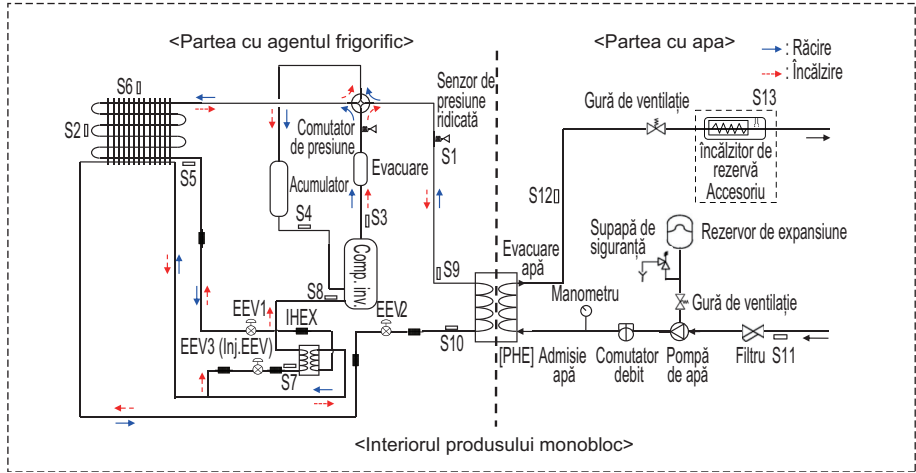 <Partea cu agentul frigorific>
<Partea cu apa>
: Răcire
: Încălzire
S6
S2
S5
Senzor de
presiune
ridicată
S1
Comutator
de presiune
Evacuare
Acumulator
S4
S3
Comp. inv.
S8
S9
EEV1
IHEX
EEV2
EEV3 (Inj.EEV)
S7
S10
Gură de ventilație
S13
încălzitor de
rezervă
Accesoriu
S12
Supapă de
siguranță
Rezervor de expansiune
Evacuare
apă
Manometru
Gură de ventilație
[PHE]
Admisie
apă
Comutator
debit
Pompă
de apă
Filtru
S11
<Interiorul produsului monobloc>